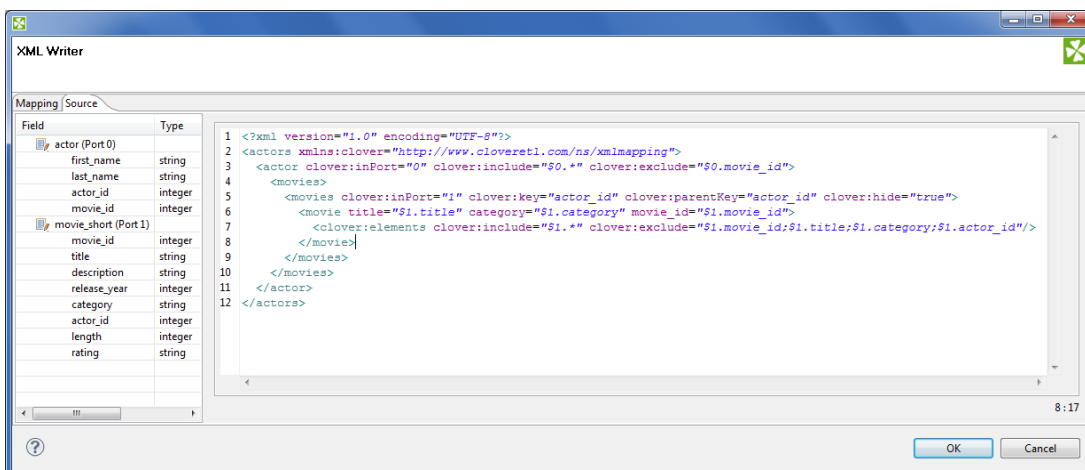 XML Writer
Mapping Source
Field Type
actor (Port 0)
first_name string
last_name string
actor_id integer
movie_id integer
movie_short (Port 1)
movie_id integer
title string
description string
release_year integer
category string
actor_id integer
length integer
rating string
1 <?xml version="1.0" encoding="UTF-8"?>
2 <actors xmlns:clover="http://www.cloveretl.com/ns/xmlmapping">
3 <actor clover:inPort="0" clover:include="$0.*" clover:exclude="$0.movie_id">
4 <movies>
5 <movies clover:inPort="1" clover:key="actor_id" clover:parentKey="actor_id" clover:hide="true">
6 <movie title="$1.title" category="$1.category" movie_id="$1.movie_id">
7 <clover:elements clover:include="$1.*" clover:exclude="$1.movie_id;$1.title;$1.category;$1.actor_id"/>
8 </movie>
9 </movies>
10 </movies>
11 </actor>
12 </actors>
8:17
OK Cancel